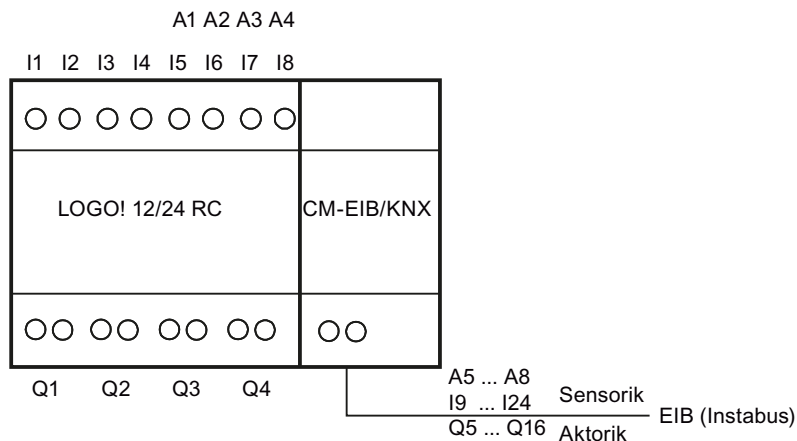 A1 A2 A3 A4
I1 I2 I3 I4 I5 I6 I7 I8
LOGO! 12/24 RC
CM-EIB/KNX
Q1 Q2 Q3 Q4
A5 ... A8
I9 ... I24
Sensorik
Q5 ... Q16
Aktorik
EIB (Instabus)